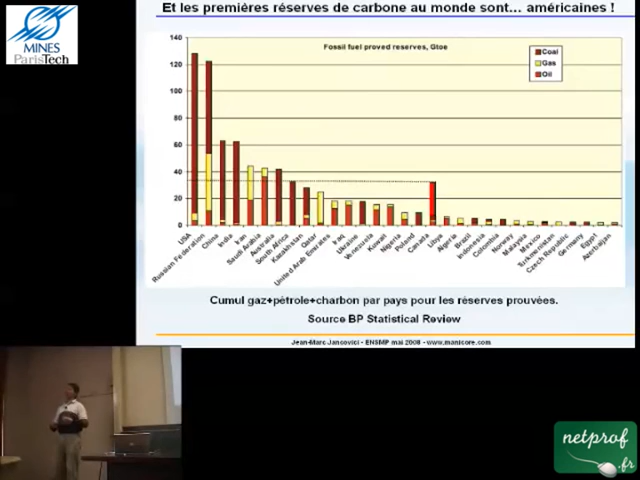 Et les premières réserves de carbone au monde sont... américaines !
MINES
ParisTech
Fossil fuel proved reserves, Gtoe
Coal
Gas
Oil
140
120
100
80
60
40
20
0
USA
Russian Federation
China
India
Iran
Saudi Arabia
Australia
South Africa
Kazakhstan
Qatar
United Arab Emirates
Iraq
Ukraine
Venezuela
Kuwait
Nigeria
Poland
Canada
Libya
Algeria
Brazil
Indonesia
Colombia
Norway
Malaysia
Mexico
Turkmenistan
Czech Republic
Germany
Egypt
Azerbaijan
Cumul gaz+pétrole+charbon par pays pour les réserves prouvées.
Source BP Statistical Review
Jean-Marc Jancovici - ENSMP mai 2008 - www.manicore.com
netprof
.fr